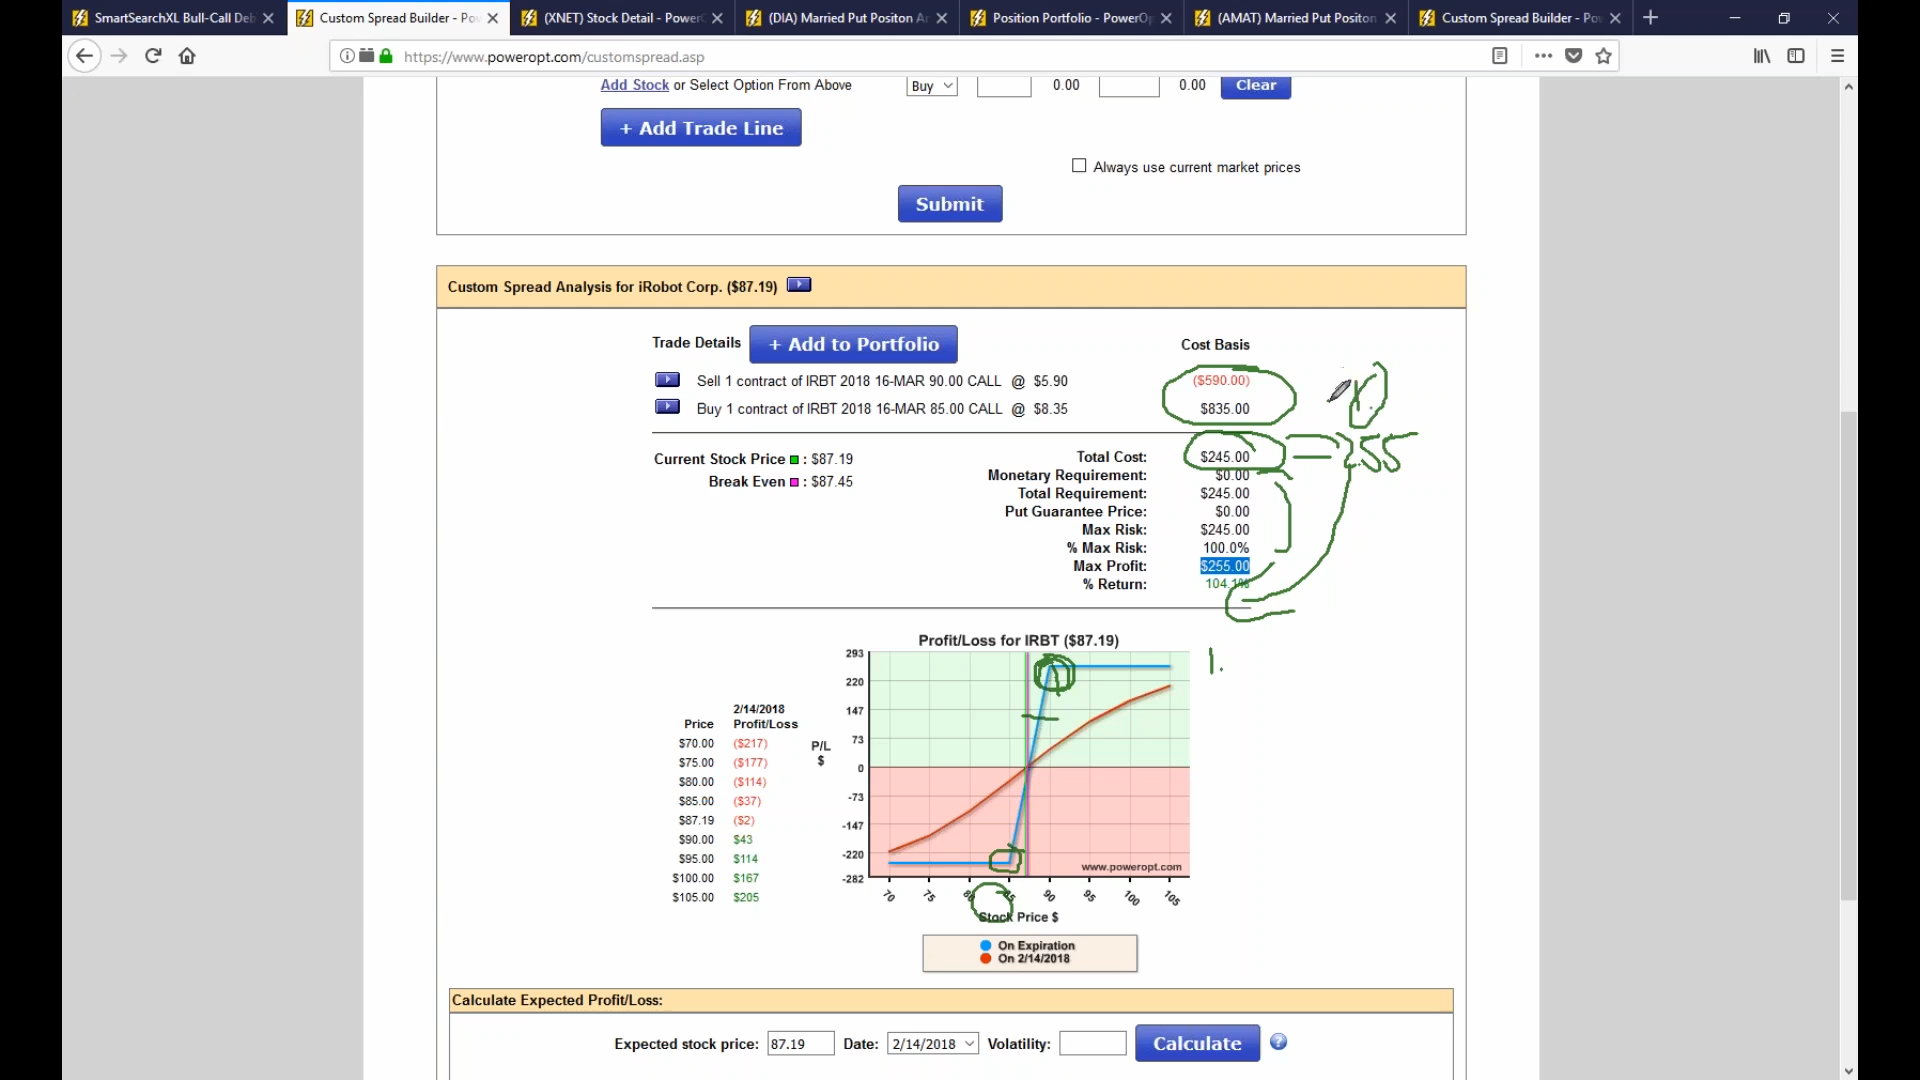 SmartSearchXL Bull-Call Deb
Custom Spread Builder - Pow
(XNET) Stock Detail - PowerO
(DIA) Married Put Positon A
Position Portfolio - PowerOp
(AMAT) Married Put Positon
Custom Spread Builder - Po
https://www.poweropt.com/customspread.asp
Add Stock or Select Option From Above Buy 0.00 0.00 Clear
+ Add Trade Line
Always use current market prices
Submit
Custom Spread Analysis for iRobot Corp. ($87.19)
Trade Details + Add to Portfolio Cost Basis
Sell 1 contract of IRBT 2018 16-MAR 90.00 CALL @ $5.90 ($590.00)
Buy 1 contract of IRBT 2018 16-MAR 85.00 CALL @ $8.35 $835.00
Current Stock Price : $87.19
Break Even : $87.45
Total Cost: $245.00
255
Monetary Requirement: $0.00
Total Requirement: $245.00
Put Guarantee Price: $0.00
Max Risk: $245.00
% Max Risk: 100.0%
Max Profit: $255.00
% Return: 104.1%
Profit/Loss for IRBT ($87.19)
1.
2/14/2018
Price Profit/Loss
$70.00 ($217)
$75.00 ($177)
$80.00 ($114)
$85.00 ($37)
$87.19 ($2)
$90.00 $43
$95.00 $114
$100.00 $167
$105.00 $205
P/L
$
293
220
147
73
0
-73
-147
-220
-282
www.poweropt.com
70 75 80 85 90 95 100 105
Stock Price $
On Expiration
On 2/14/2018
Calculate Expected Profit/Loss:
Expected stock price: 87.19 Date: 2/14/2018 Volatility: Calculate ?